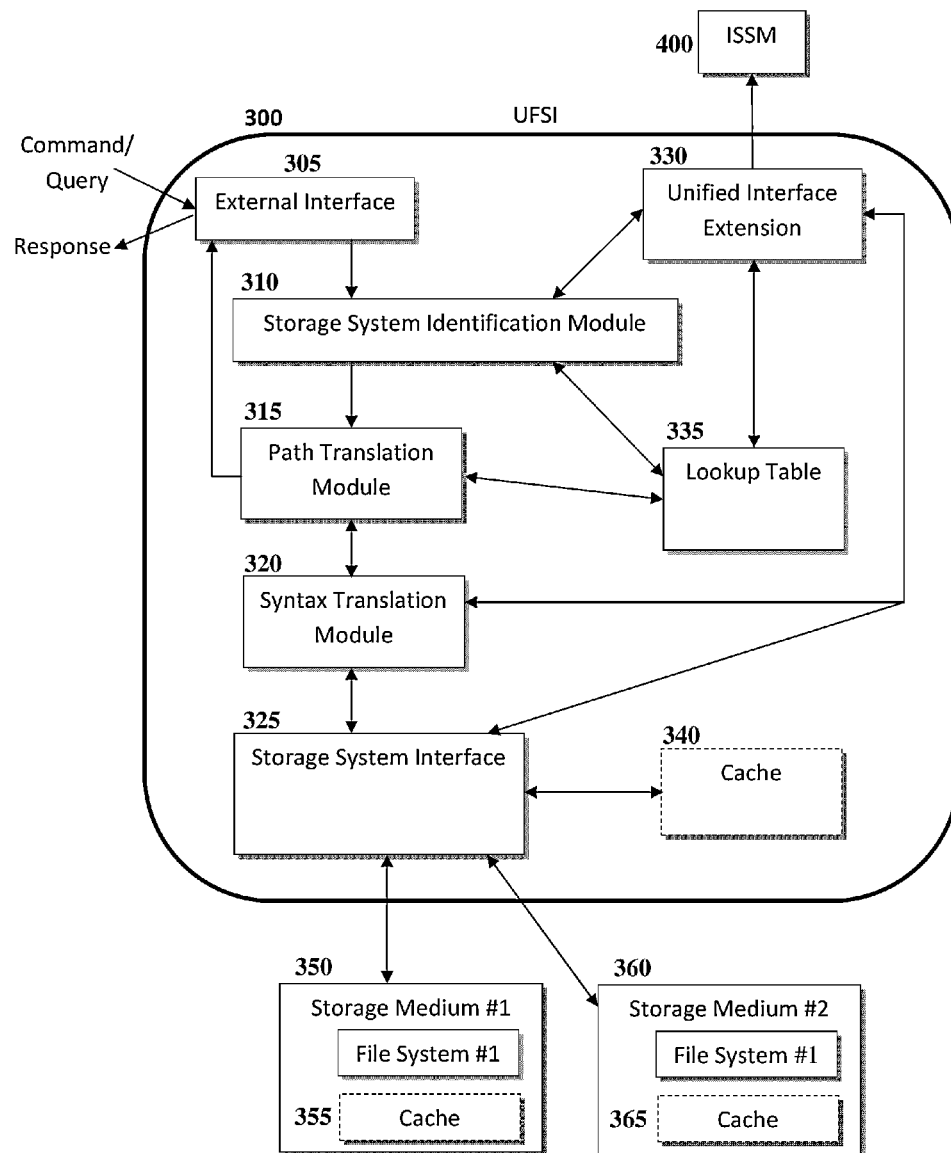 400
ISSM
300
UFSI
Command/
Query
Response
305
External Interface
330
Unified Interface
Extension
310
Storage System Identification Module
315
Path Translation
Module
335
Lookup Table
320
Syntax Translation
Module
325
Storage System Interface
340
Cache
350
Storage Medium #1
File System #1
355
Cache
360
Storage Medium #2
File System #1
365
Cache